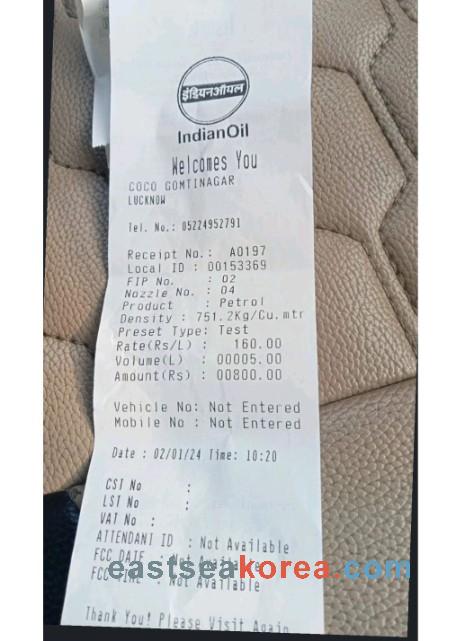 इंडियनऑयल
IndianOil
Welcomes You
COCO GOMTINAGAR
LUCKNOW
Tel. No.: 05224952791
Receipt No.: A0197
Local ID : 00153369
FIP No. : 02
Nozzle No. : 04
Product : Petrol
Density : 751.2Kg/Cu.mtr
Preset Type: Test
Rate(Rs/L) : 160.00
Volume(L) : 00005.00
Amount(Rs) : 00800.00
Vehicle No: Not Entered
Mobile No : Not Entered
Date : 02/01/24 Time: 10:20
CST No :
LST No :
VAT No :
ATTENDANT ID : Not Available
FCC DATE : Not Available
FCC TIME : Not Available
eastseakorea.com
Thank You! Please Visit Again